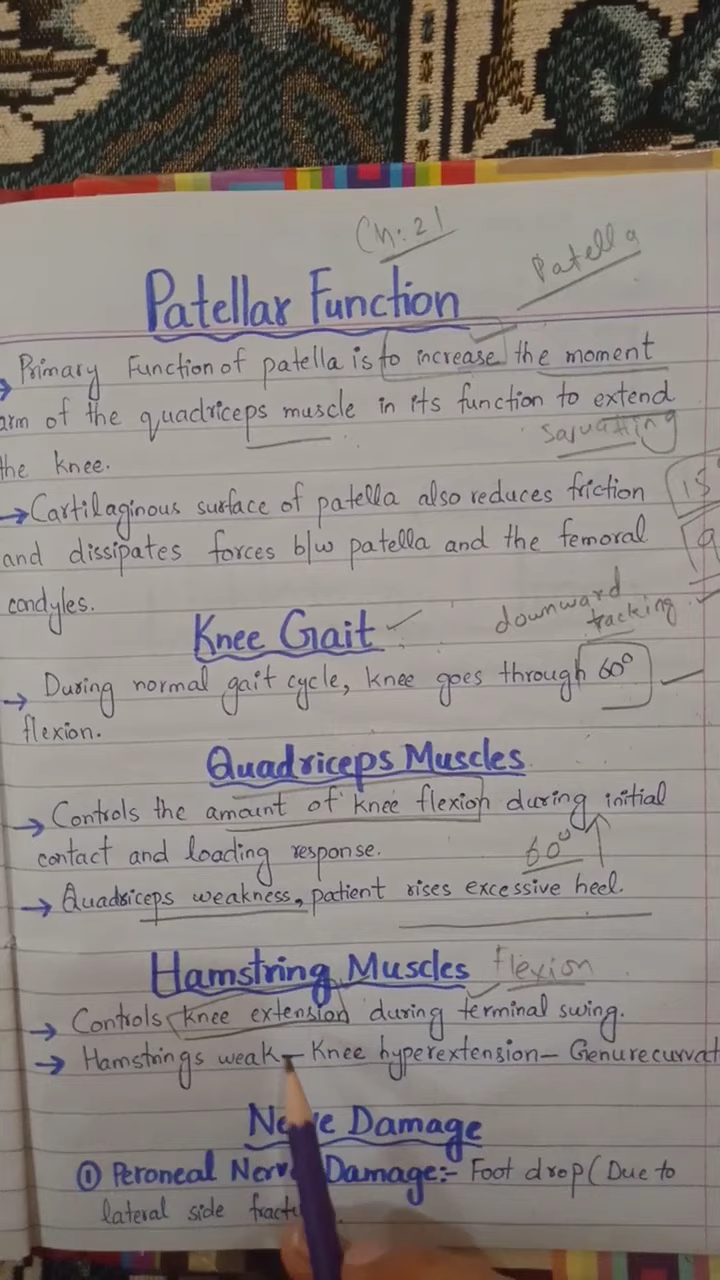 Ch: 21
Patella
Patellar Function
→ Primary Function of patella is to increase the moment
arm of the quadriceps muscle in its function to extend
squatting
the knee.
→ Cartilaginous surface of patella also reduces friction
15°
and dissipates forces b/w patella and the femoral
condyles.
downward
tracking
Knee Gait
→ During normal gait cycle, knee goes through 60°
flexion.
Quadriceps Muscles
→ Controls the amount of knee flexion during initial
contact and loading response.
60°
→ Quadriceps weakness, patient rises excessive heel.
Hamstring Muscles flexion
→ Controls knee extension during terminal swing.
→ Hamstrings weak – Knee hyperextension – Genurecurvat
Damage
① Peroneal Damage:- Foot drop (Due to
lateral side